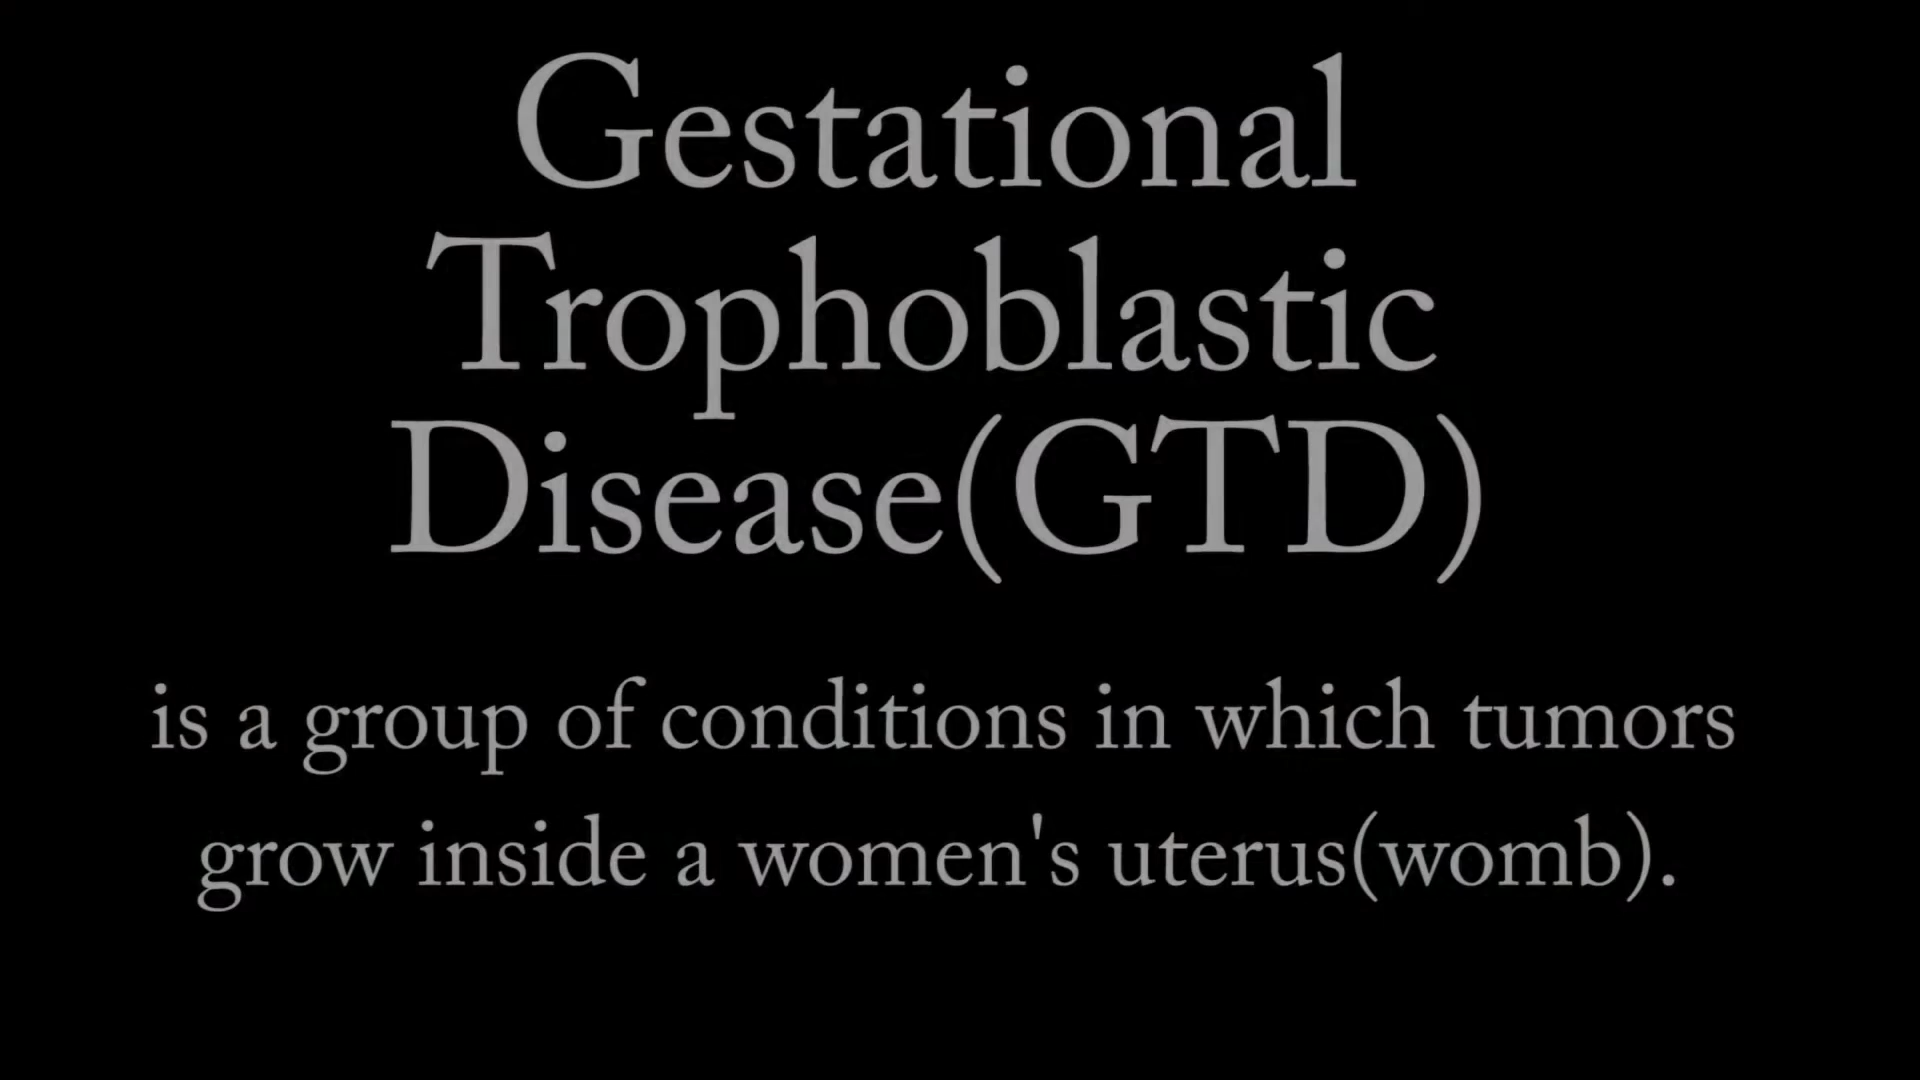 Gestational
Trophoblastic
Disease(GTD)
is a group of conditions in which tumors
grow inside a women's uterus(womb).